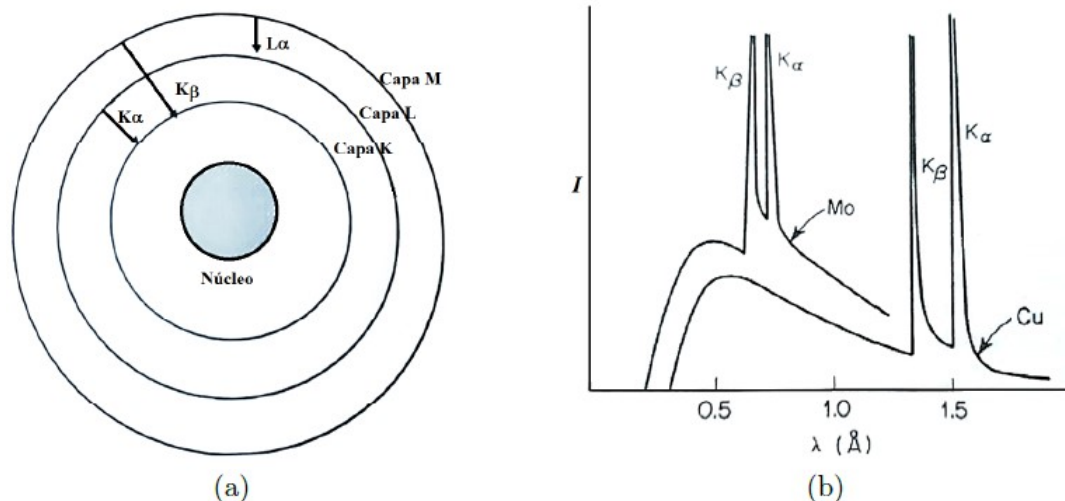 Lα
Capa M
Kβ
Kα
Capa L
Capa K
Núcleo
(a)
I
Kβ
Kα
Mo
Kβ
Kα
Cu
0.5
1.0
1.5
λ (Å)
(b)